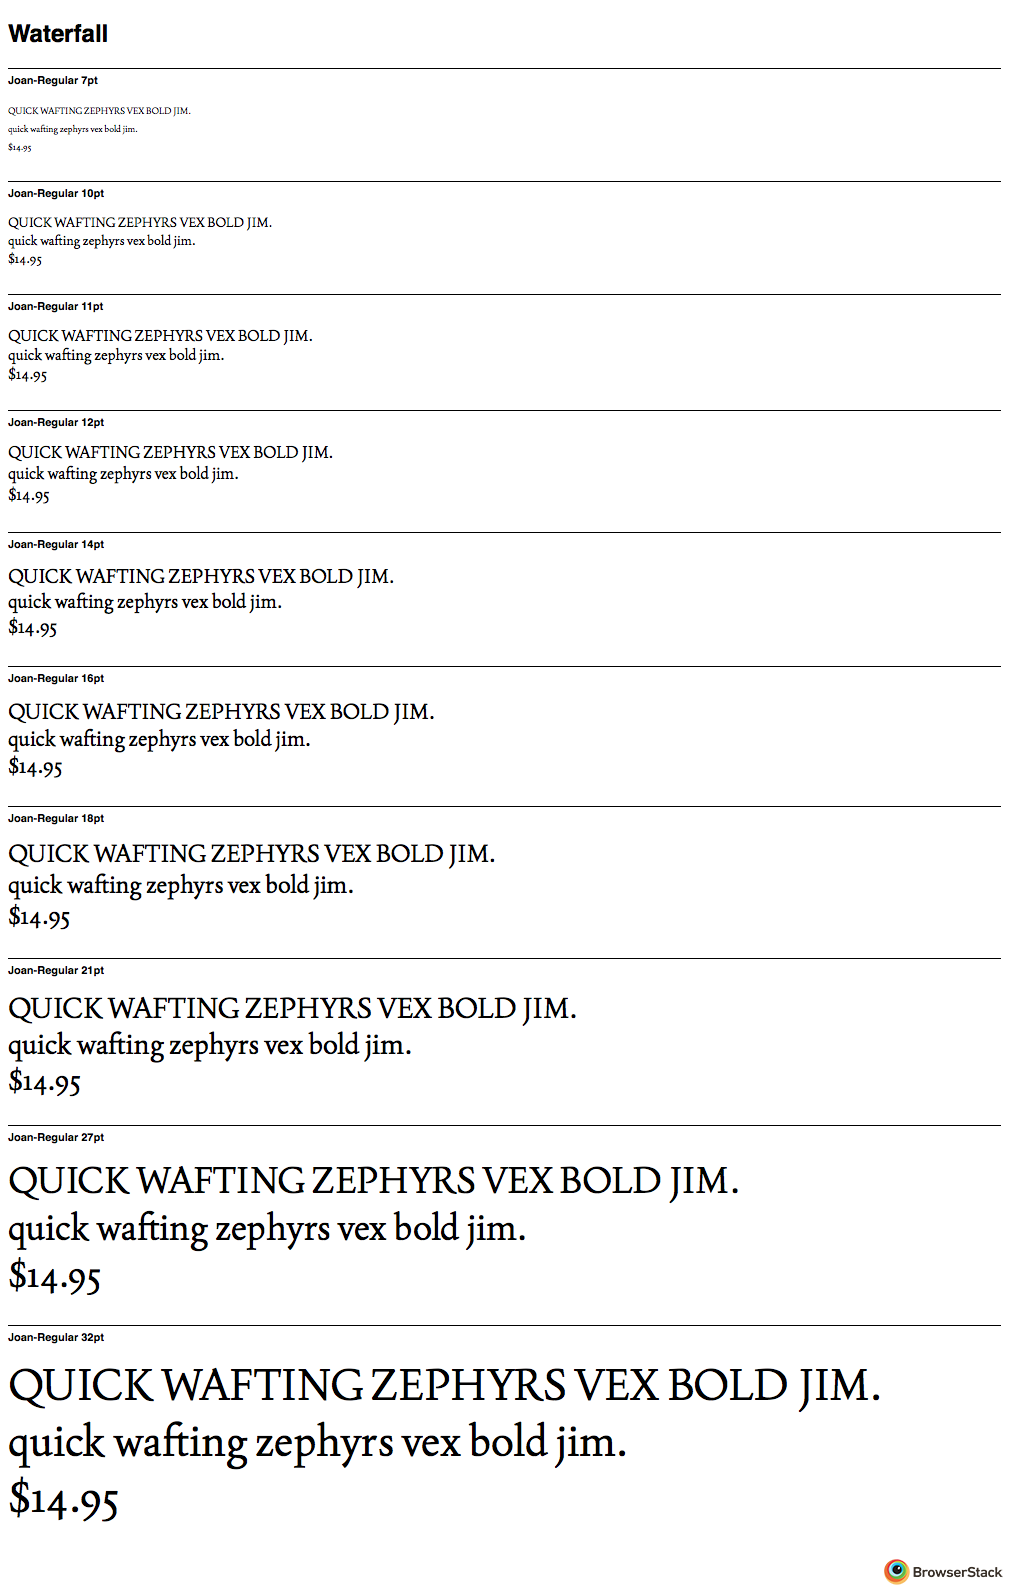 Waterfall
Joan-Regular 7pt
QUICK WAFTING ZEPHYRS VEX BOLD JIM.
quick wafting zephyrs vex bold jim.
$14.95
Joan-Regular 10pt
QUICK WAFTING ZEPHYRS VEX BOLD JIM.
quick wafting zephyrs vex bold jim.
$14.95
Joan-Regular 11pt
QUICK WAFTING ZEPHYRS VEX BOLD JIM.
quick wafting zephyrs vex bold jim.
$14.95
Joan-Regular 12pt
QUICK WAFTING ZEPHYRS VEX BOLD JIM.
quick wafting zephyrs vex bold jim.
$14.95
Joan-Regular 14pt
QUICK WAFTING ZEPHYRS VEX BOLD JIM.
quick wafting zephyrs vex bold jim.
$14.95
Joan-Regular 16pt
QUICK WAFTING ZEPHYRS VEX BOLD JIM.
quick wafting zephyrs vex bold jim.
$14.95
Joan-Regular 18pt
QUICK WAFTING ZEPHYRS VEX BOLD JIM.
quick wafting zephyrs vex bold jim.
$14.95
Joan-Regular 21pt
QUICK WAFTING ZEPHYRS VEX BOLD JIM.
quick wafting zephyrs vex bold jim.
$14.95
Joan-Regular 27pt
QUICK WAFTING ZEPHYRS VEX BOLD JIM.
quick wafting zephyrs vex bold jim.
$14.95
Joan-Regular 32pt
QUICK WAFTING ZEPHYRS VEX BOLD JIM.
quick wafting zephyrs vex bold jim.
$14.95
BrowserStack